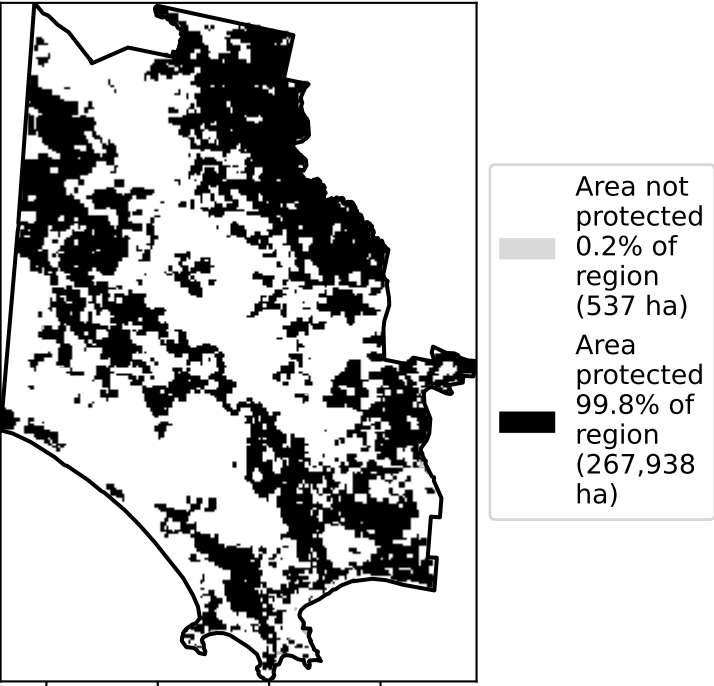 Area not
protected
0.2% of
region
(537 ha)
Area
protected
99.8% of
region
(267,938
ha)